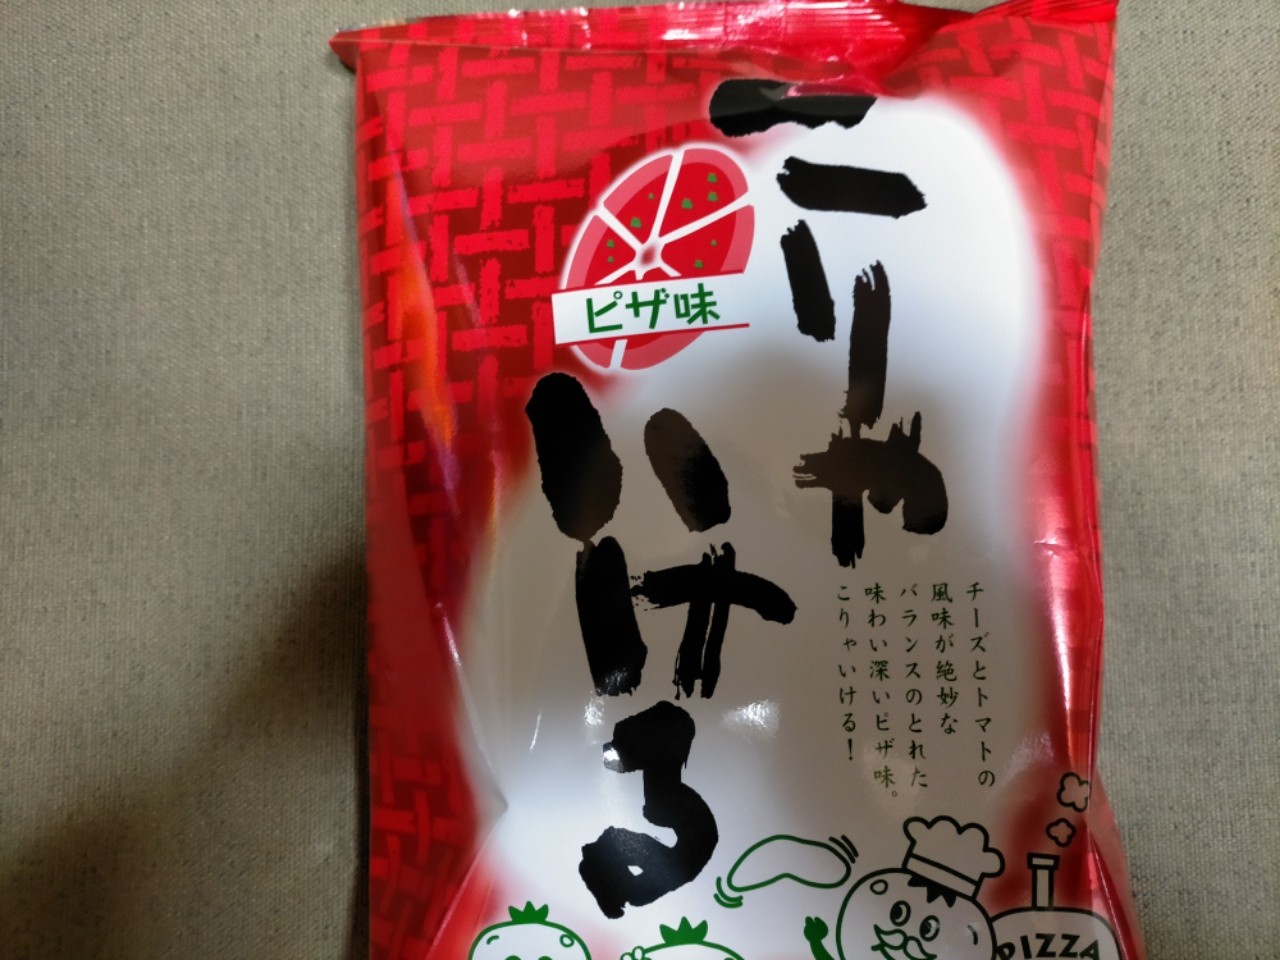 こりゃ
いける
ピザ味
チーズとトマトの
風味が絶妙な
バランスのとれた
味わい深いピザ味。
こりゃいける！
PIZZA